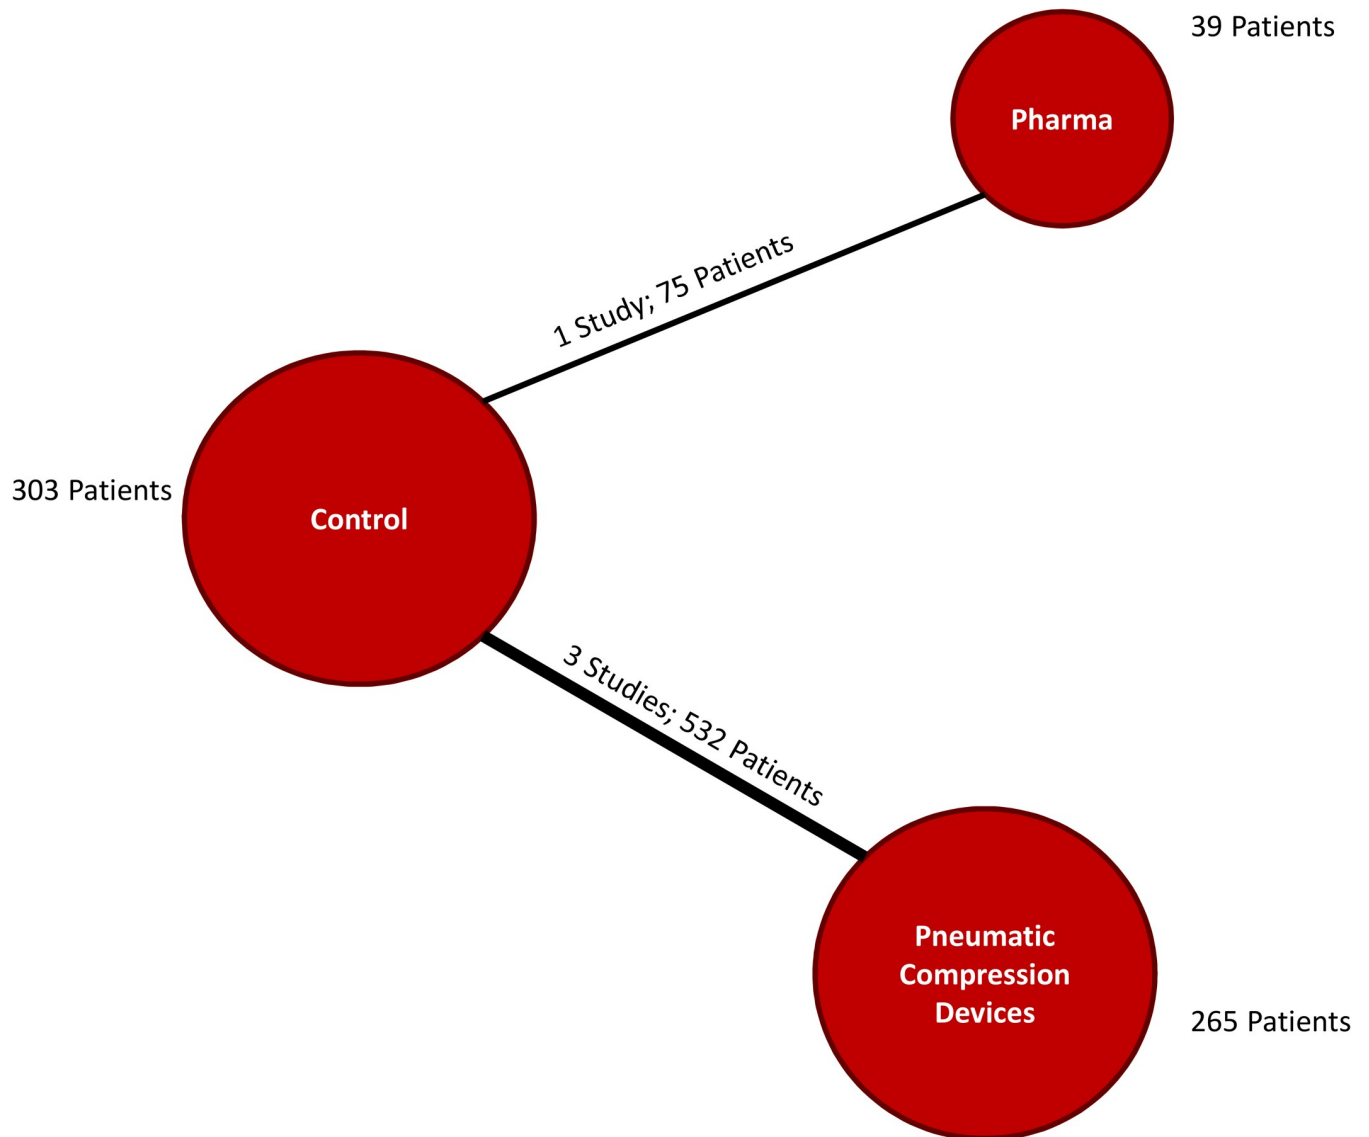 39 Patients
Pharma
1 Study; 75 Patients
303 Patients
Control
3 Studies; 532 Patients
Pneumatic
Compression
Devices
265 Patients